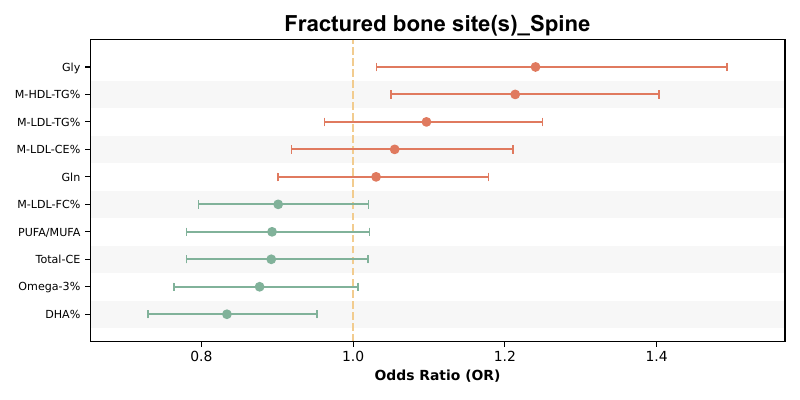 Fractured bone site(s)_Spine
Gly
M-HDL-TG%
M-LDL-TG%
M-LDL-CE%
Gln
M-LDL-FC%
PUFA/MUFA
Total-CE
Omega-3%
DHA%
0.8 1.0 1.2 1.4
Odds Ratio (OR)